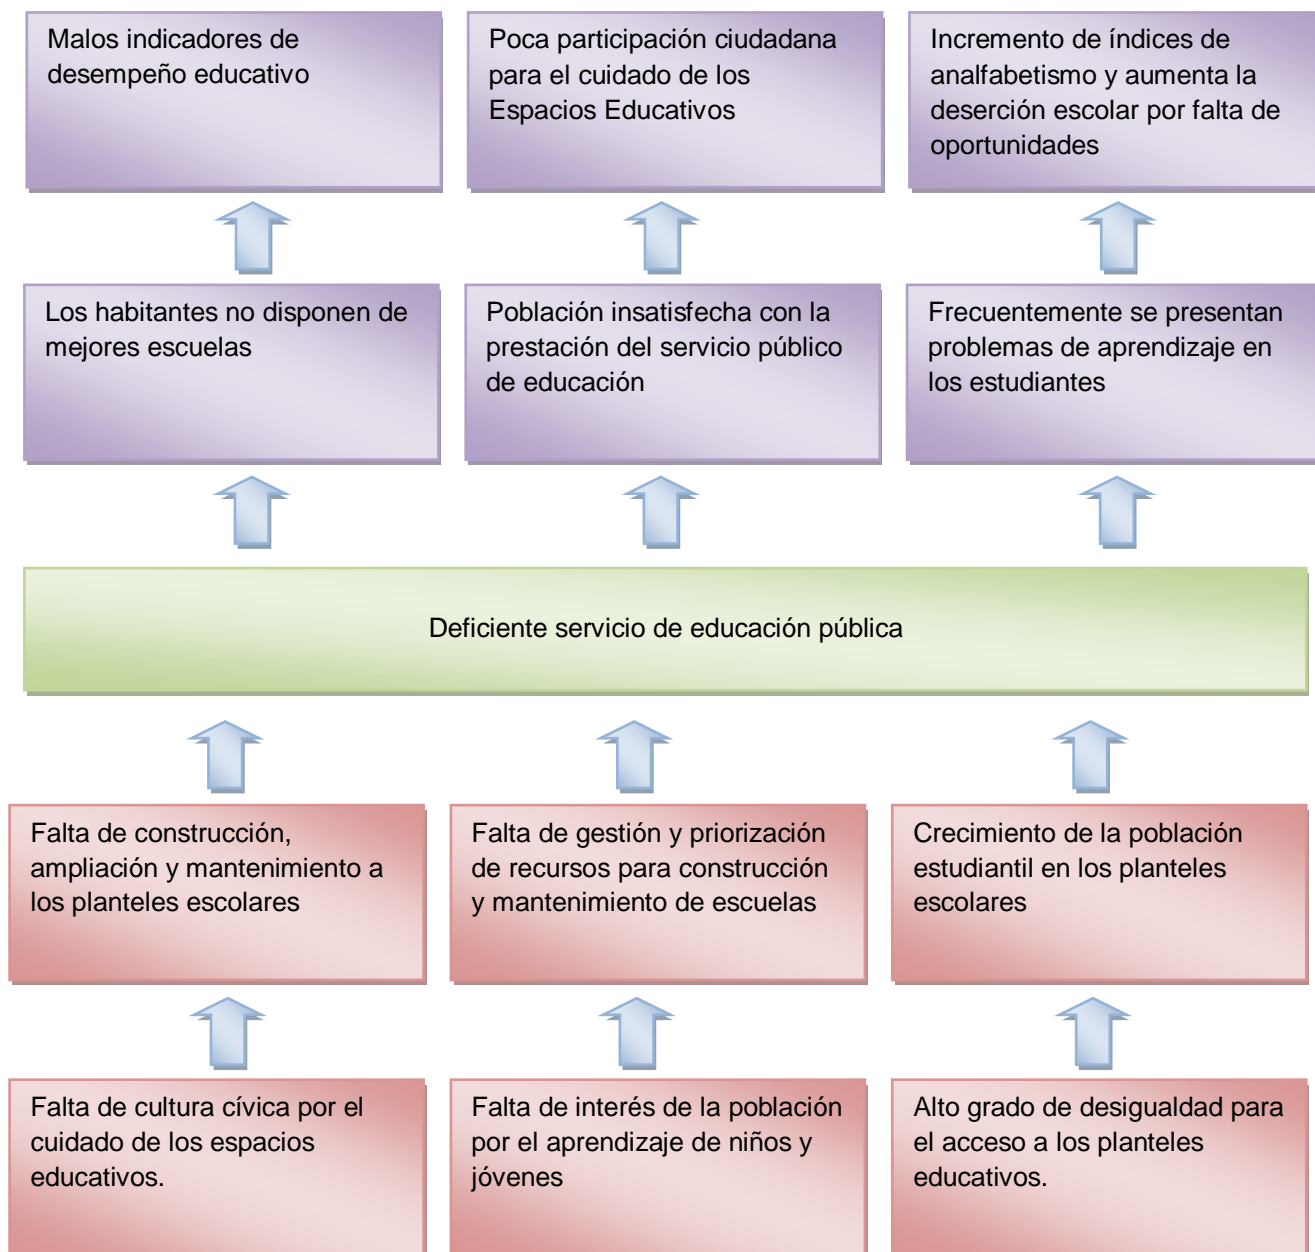 Malos indicadores de
desempeño educativo
Poca participación ciudadana
para el cuidado de los
Espacios Educativos
Incremento de índices de
analfabetismo y aumenta la
deserción escolar por falta de
oportunidades
Los habitantes no disponen de
mejores escuelas
Población insatisfecha con la
prestación del servicio público
de educación
Frecuentemente se presentan
problemas de aprendizaje en
los estudiantes
Deficiente servicio de educación pública
Falta de construcción,
ampliación y mantenimiento a
los planteles escolares
Falta de gestión y priorización
de recursos para construcción
y mantenimiento de escuelas
Crecimiento de la población
estudiantil en los planteles
escolares
Falta de cultura cívica por el
cuidado de los espacios
educativos.
Falta de interés de la población
por el aprendizaje de niños y
jóvenes
Alto grado de desigualdad para
el acceso a los planteles
educativos.